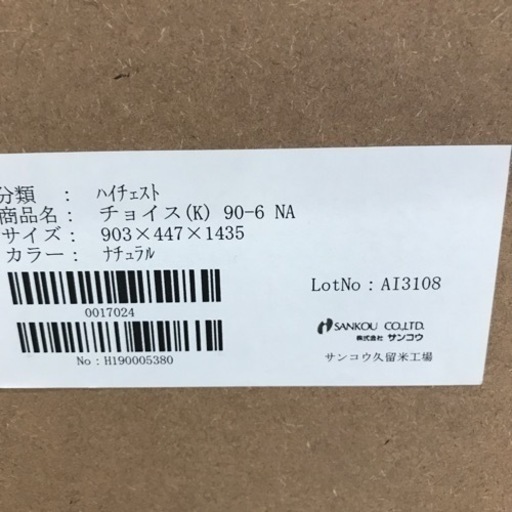 分類 : ﾊｲﾁｪｽﾄ
商品名: チョイス(K) 90-6 NA
サイズ: 903×447×1435
カラー: ﾅﾁｭﾗﾙ
0017024
No:H190005380
LotNo:AI3108
SANKOU CO.,LTD.
株式会社 サンコウ
サンコウ久留米工場